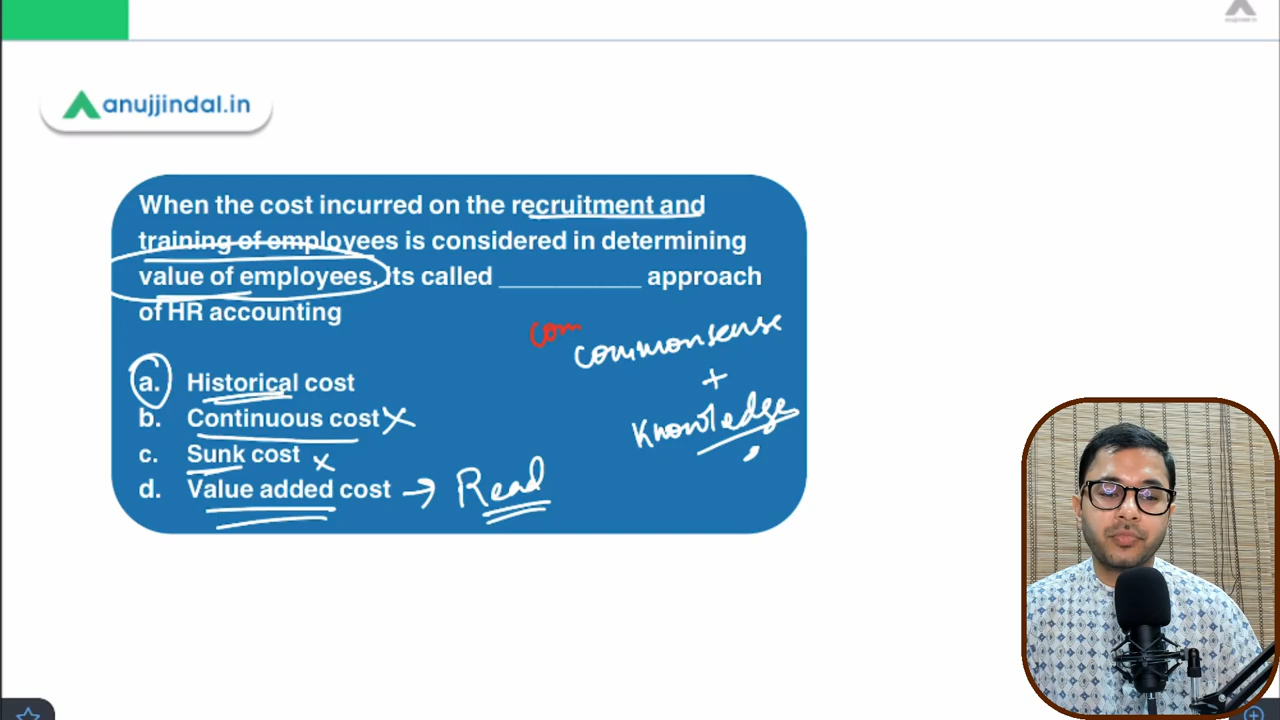 anujjindal.in
When the cost incurred on the recruitment and
training of employees is considered in determining
value of employees, its called __________ approach
of HR accounting
com
commonsense
+
Knowledge
a. Historical cost
b. Continuous cost X
c. Sunk cost x
d. Value added cost → Read